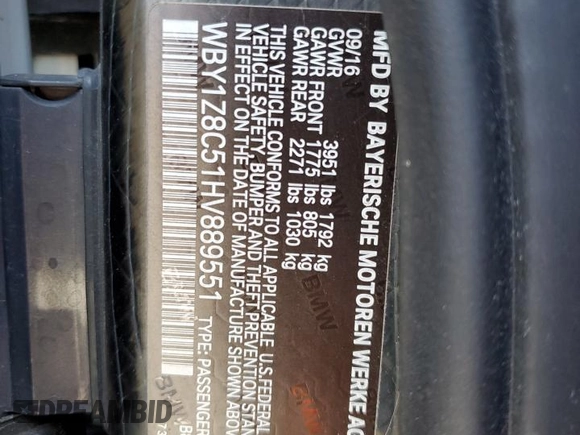 MFD BY BAYERISCHE MOTOREN WERKE AG
09/16
GVWR 3951 lbs 1792 kg
GAWR FRONT 1775 lbs 805 kg
GAWR REAR 2271 lbs 1030 kg
THIS VEHICLE CONFORMS TO ALL APPLICABLE U.S. FEDERAL
VEHICLE SAFETY, BUMPER AND THEFT PREVENTION
IN EFFECT ON THE DATE OF MANUFACTURE SHOWN
WBY1Z8C51HV889551 TYPE: PASSENGER
BMW
DREAMBID